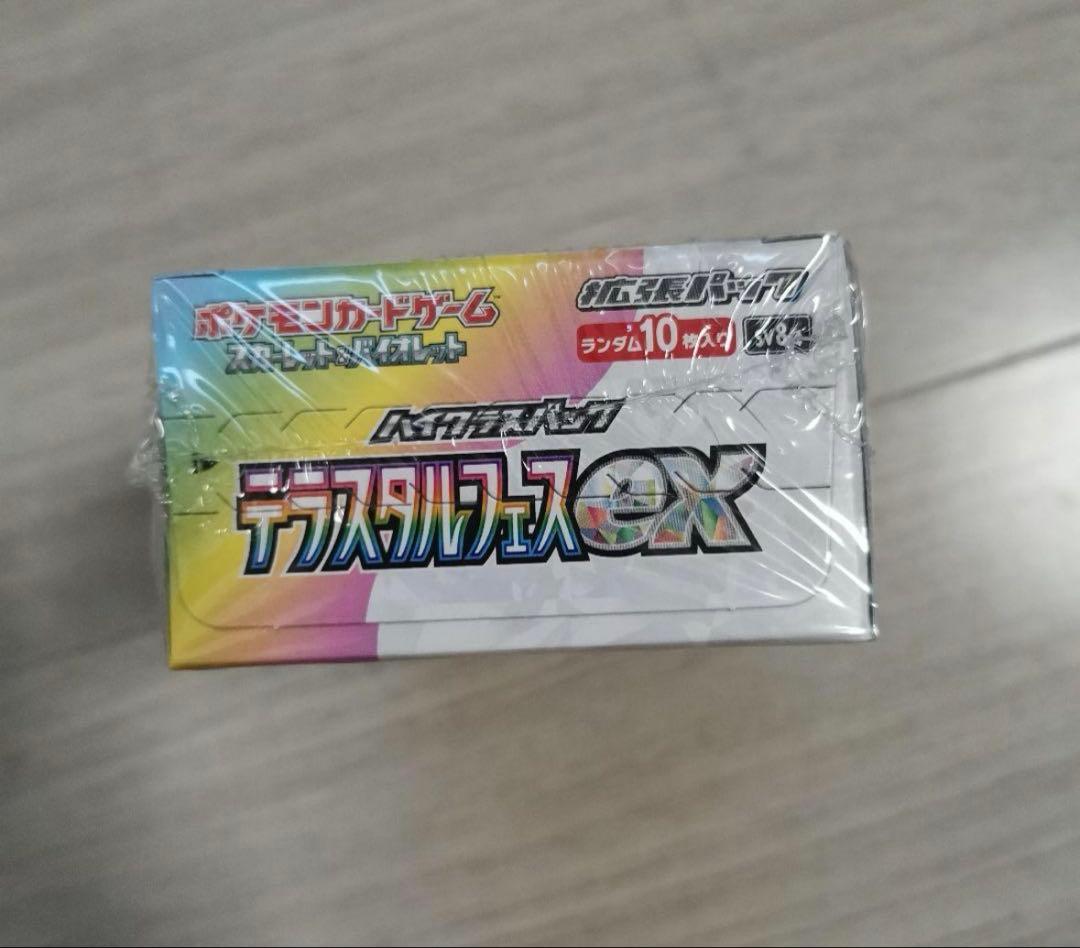 ポケモンカードゲーム
スカーレット&バイオレット
拡張パック
ランダム10枚入り
ハイクラスパック
テラスタルフェスex